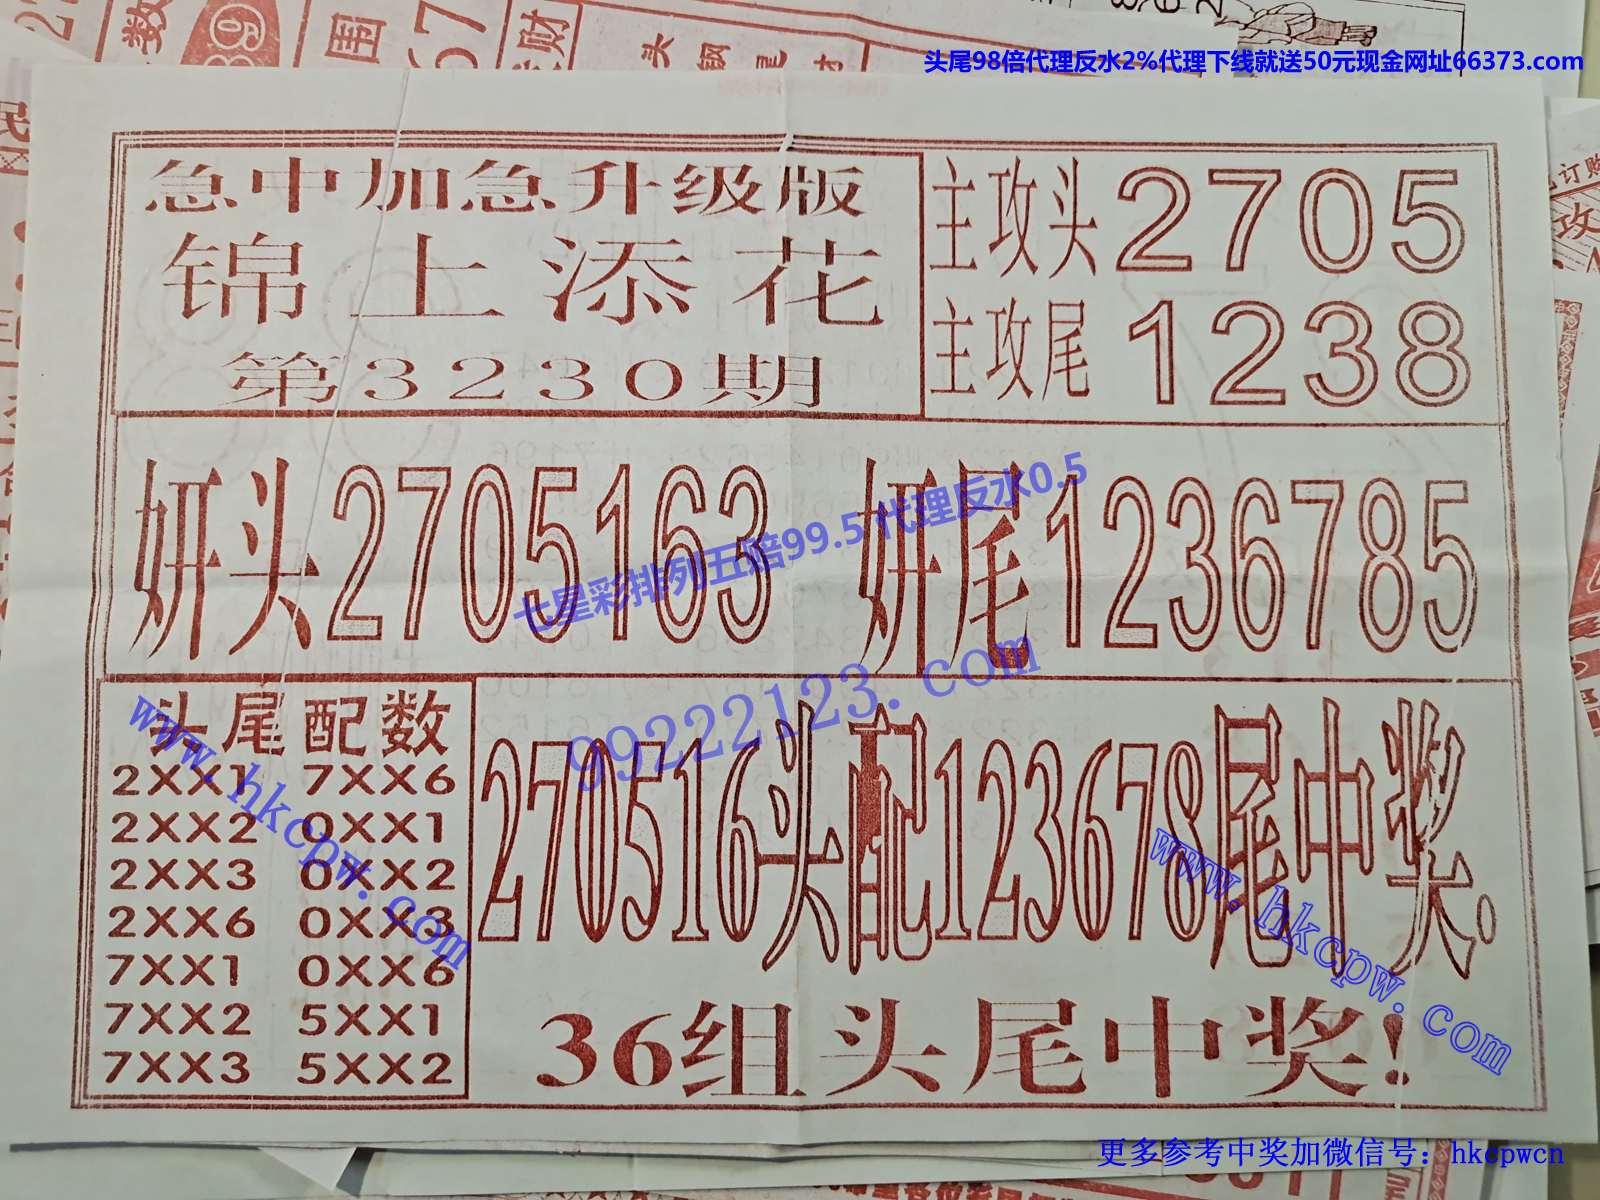 头尾98倍代理反水2%代理下线就送50元现金网址66373.com
急中加急升级版
锦上添花
第3230期
主攻头2705
主攻尾1238
妍头2705163 妍尾1236785
七星彩排列五赔99.5 代理反水0.5
99222123.com
头尾配数
2XX1 7XX6
2XX2 0XX1
2XX3 0XX2
2XX6 0XX3
7XX1 0XX6
7XX2 5XX1
7XX3 5XX2
270516头配123678尾中奖.
36组头尾中奖!
www.hkcpw.com
www.hkcpw.com
更多参考中奖加微信号：hkcpwcn